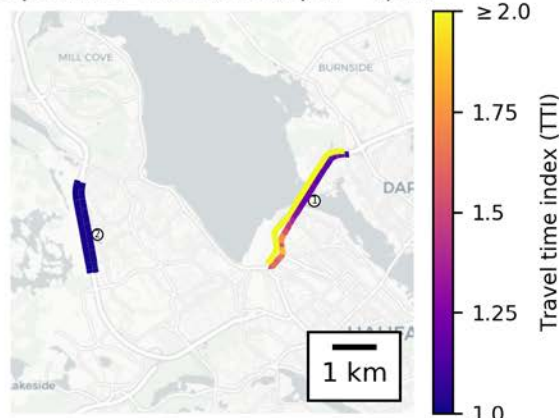 MILL COVE
BURNSIDE
DAR
①
②
HALIFA
1 km
≥ 2.0
1.75
1.5
1.25
1.0
Travel time index (TTI)